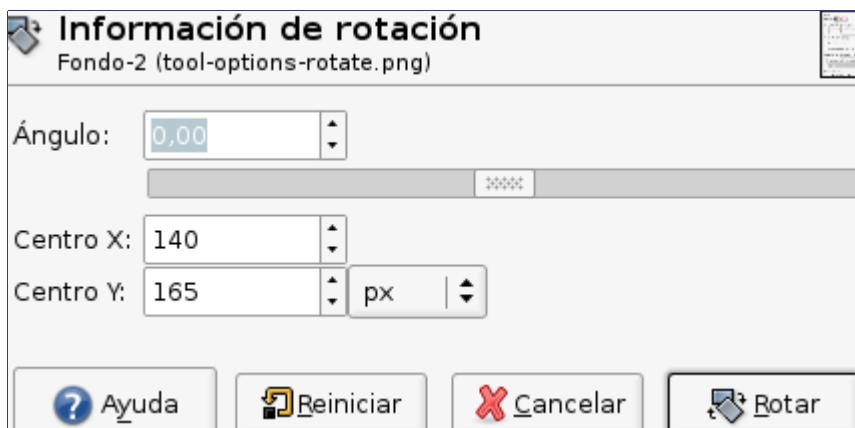 Información de rotación
Fondo-2 (tool-options-rotate.png)
Ángulo: 0,00
Centro X: 140
Centro Y: 165 px
Ayuda Reiniciar Cancelar Rotar